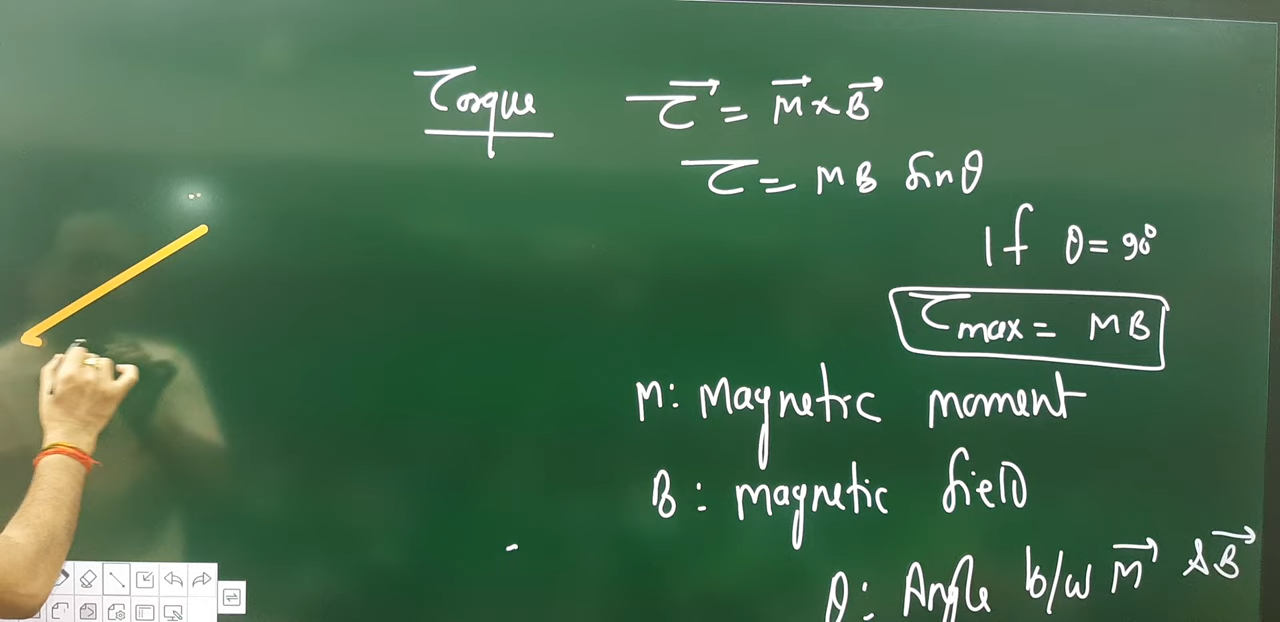 Torque τ⃗ = M⃗ × B⃗
τ = MB Sinθ
If θ = 90°
τmax = MB
M: Magnetic moment
B: magnetic field
θ: Angle b/w M⃗ & B⃗